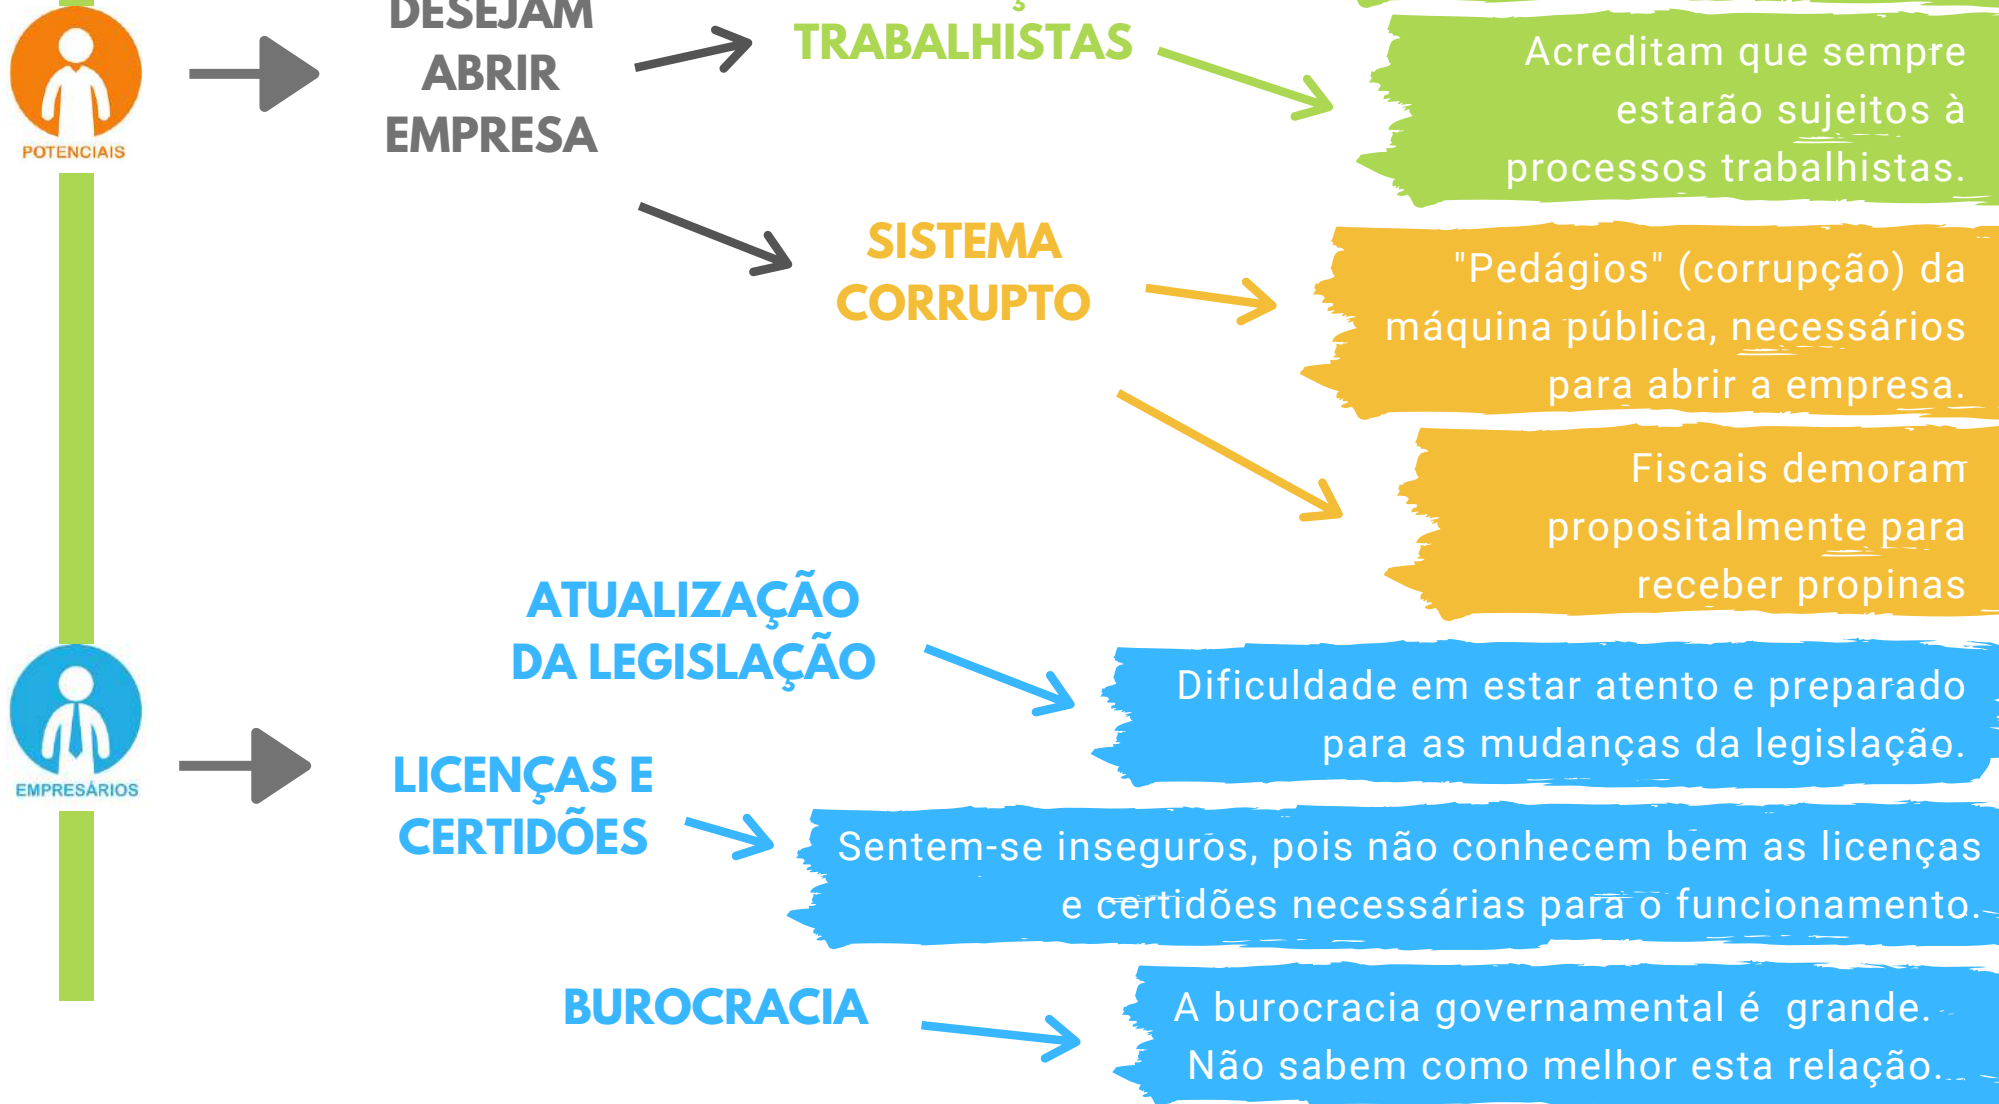 DESEJAM
ABRIR
EMPRESA
POTENCIAIS
TRABALHISTAS
Acreditam que sempre
estarão sujeitos à
processos trabalhistas.
SISTEMA
CORRUPTO
"Pedágios" (corrupção) da
máquina pública, necessários
para abrir a empresa.
Fiscais demoram
propositalmente para
receber propinas
EMPRESÁRIOS
ATUALIZAÇÃO
DA LEGISLAÇÃO
Dificuldade em estar atento e preparado
para as mudanças da legislação.
LICENÇAS E
CERTIDÕES
Sentem-se inseguros, pois não conhecem bem as licenças
e certidões necessárias para o funcionamento.
BUROCRACIA
A burocracia governamental é  grande.
Não sabem como melhor esta relação.